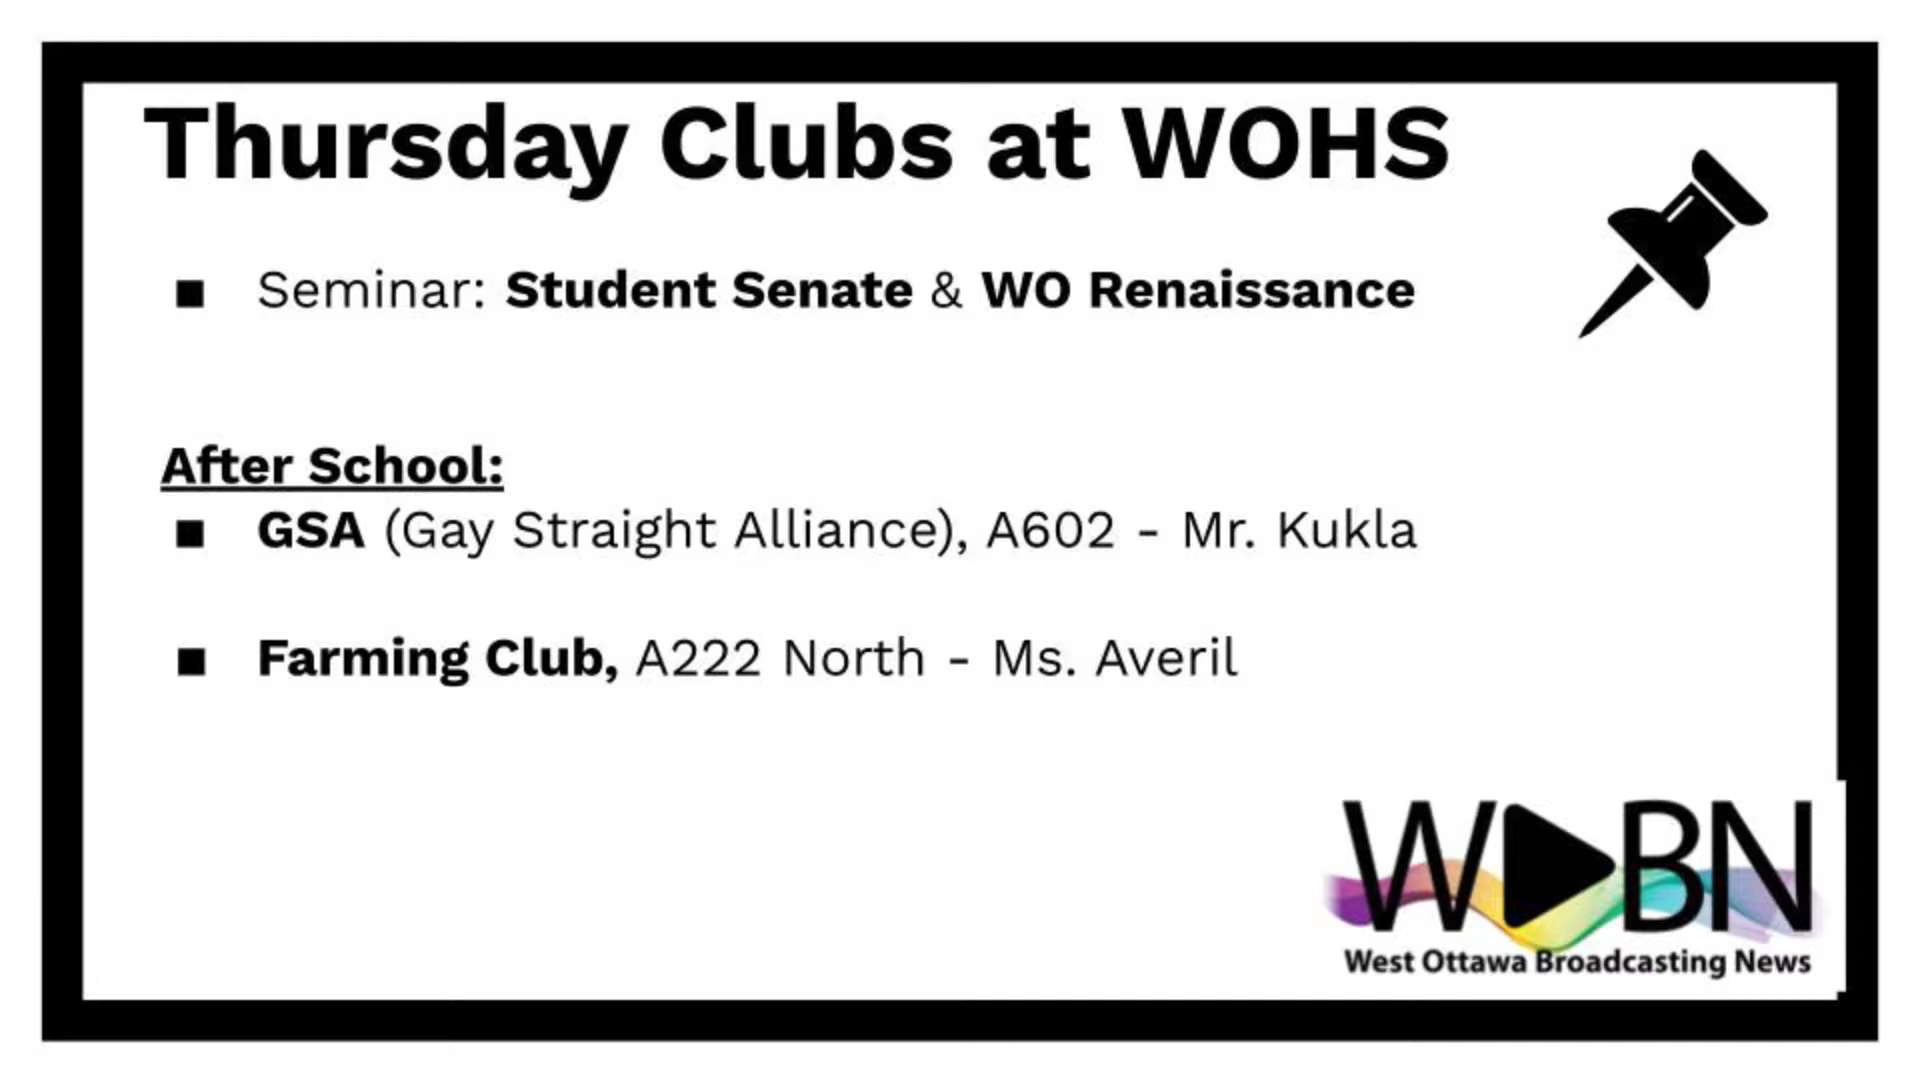 Thursday Clubs at WOHS
■ Seminar: Student Senate & WO Renaissance
After School:
■ GSA (Gay Straight Alliance), A602 - Mr. Kukla
■ Farming Club, A222 North - Ms. Averil
WOBN
West Ottawa Broadcasting News